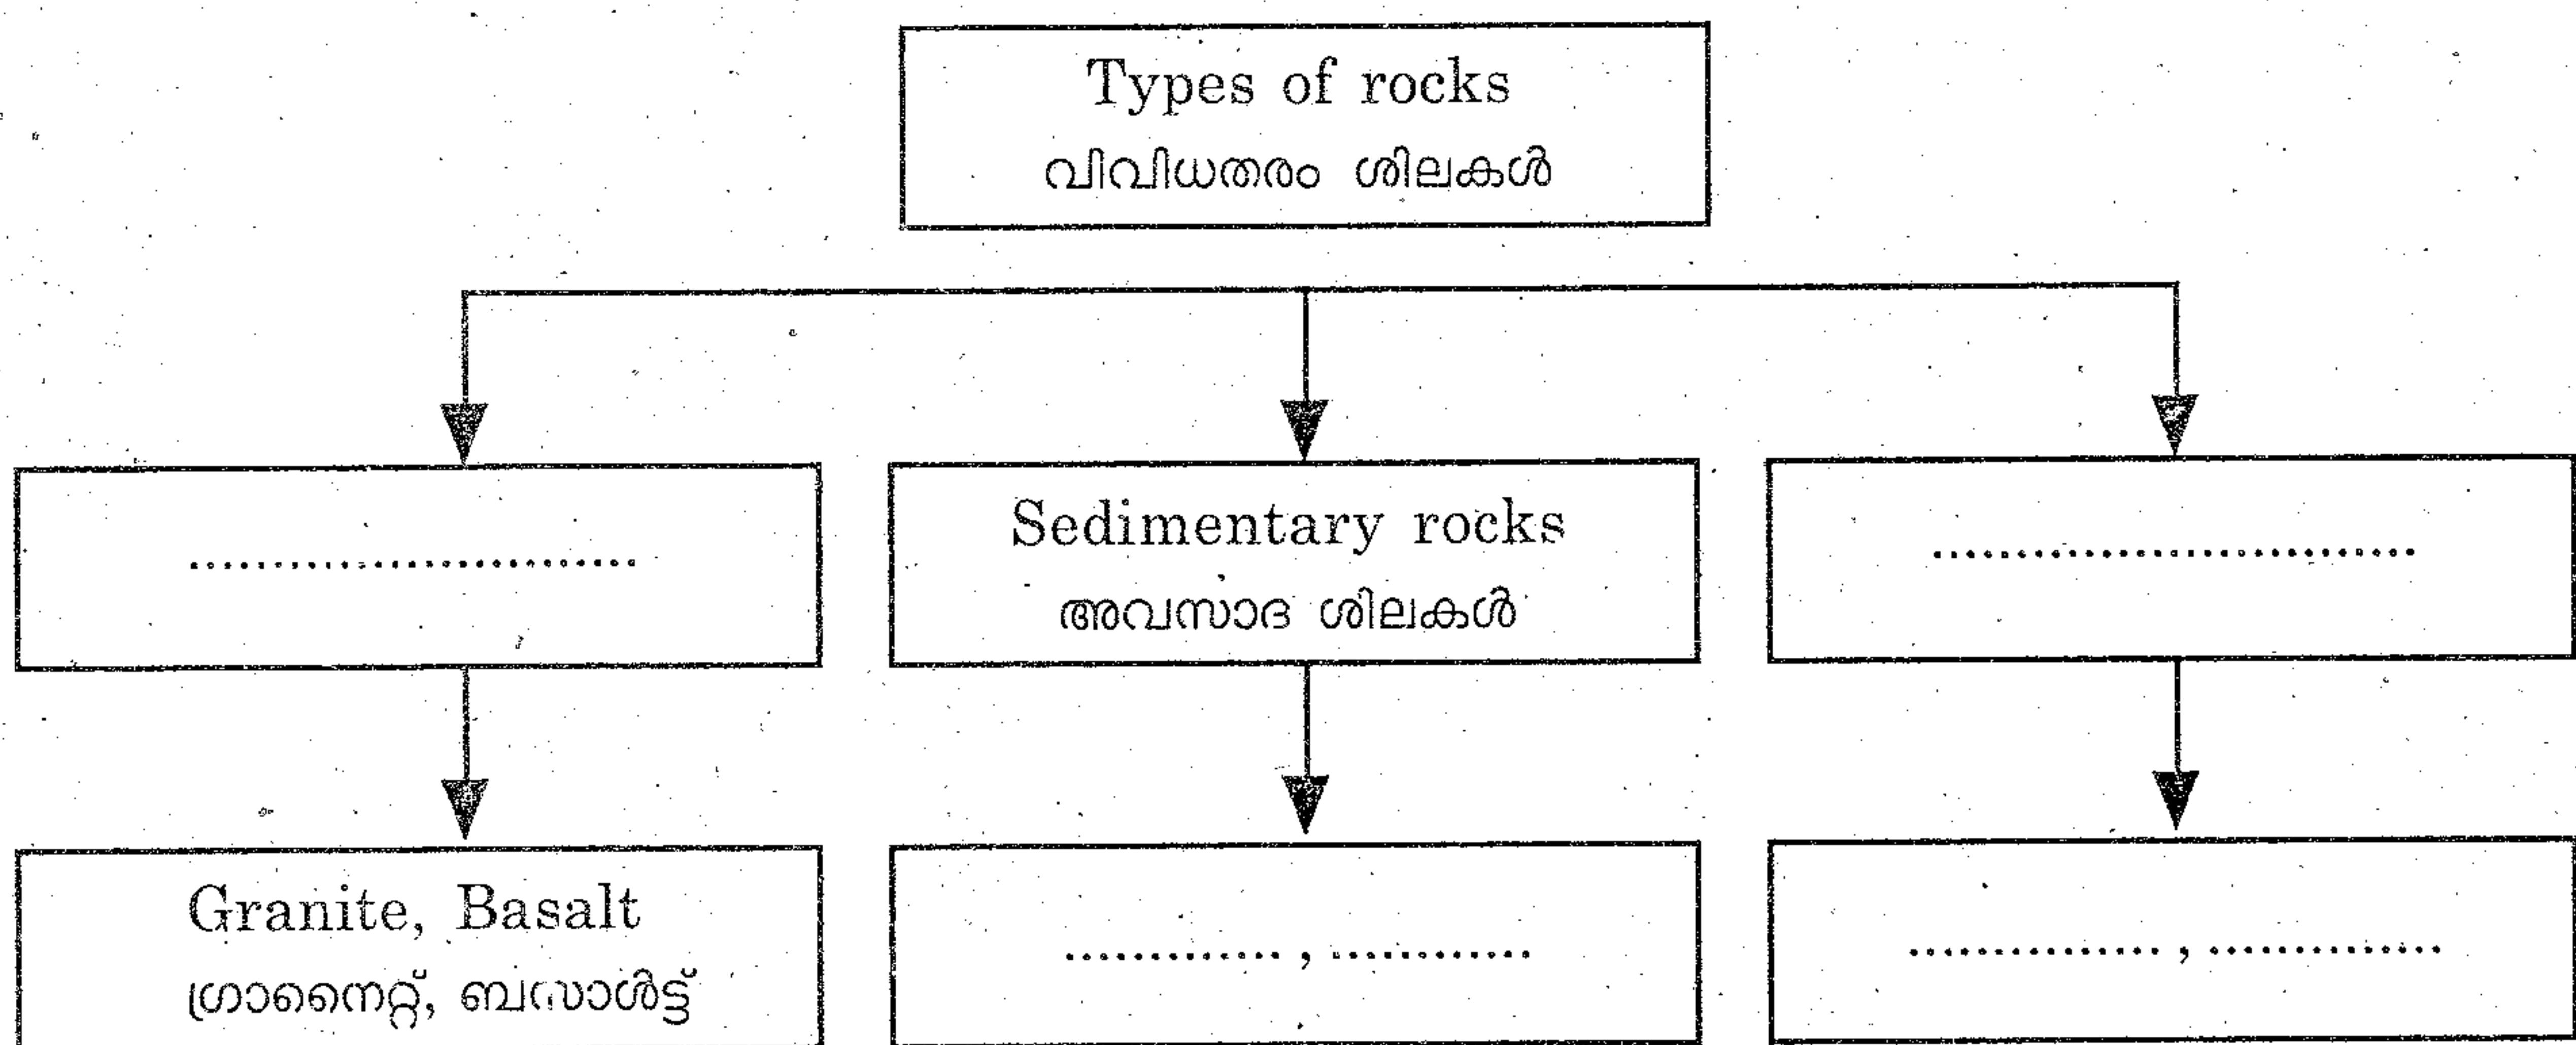 Types of rocks
വിവിധതരം ശിലകൾ
............................
Sedimentary rocks
അവസാദ ശിലകൾ
............................
Granite, Basalt
ഗ്രാനൈറ്റ്, ബസാൾട്ട്
............. , ............
............... , ..............